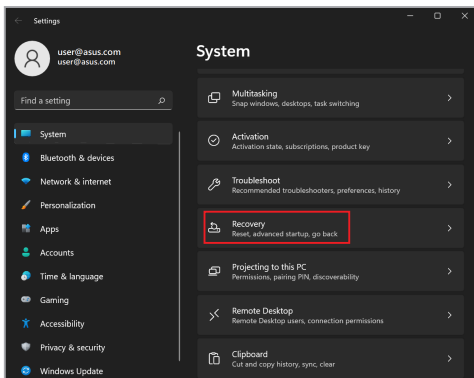 Settings
user@asus.com
user@asus.com
Find a setting
System
Bluetooth & devices
Network & internet
Personalization
Apps
Accounts
Time & language
Gaming
Accessibility
Privacy & security
Windows Update
System
Multitasking
Snap windows, desktops, task switching
Activation
Activation state, subscriptions, product key
Troubleshoot
Recommended troubleshooters, preferences, history
Recovery
Reset, advanced startup, go back
Projecting to this PC
Permissions, pairing PIN, discoverability
Remote Desktop
Remote Desktop users, connection permissions
Clipboard
Cut and copy history, sync, clear